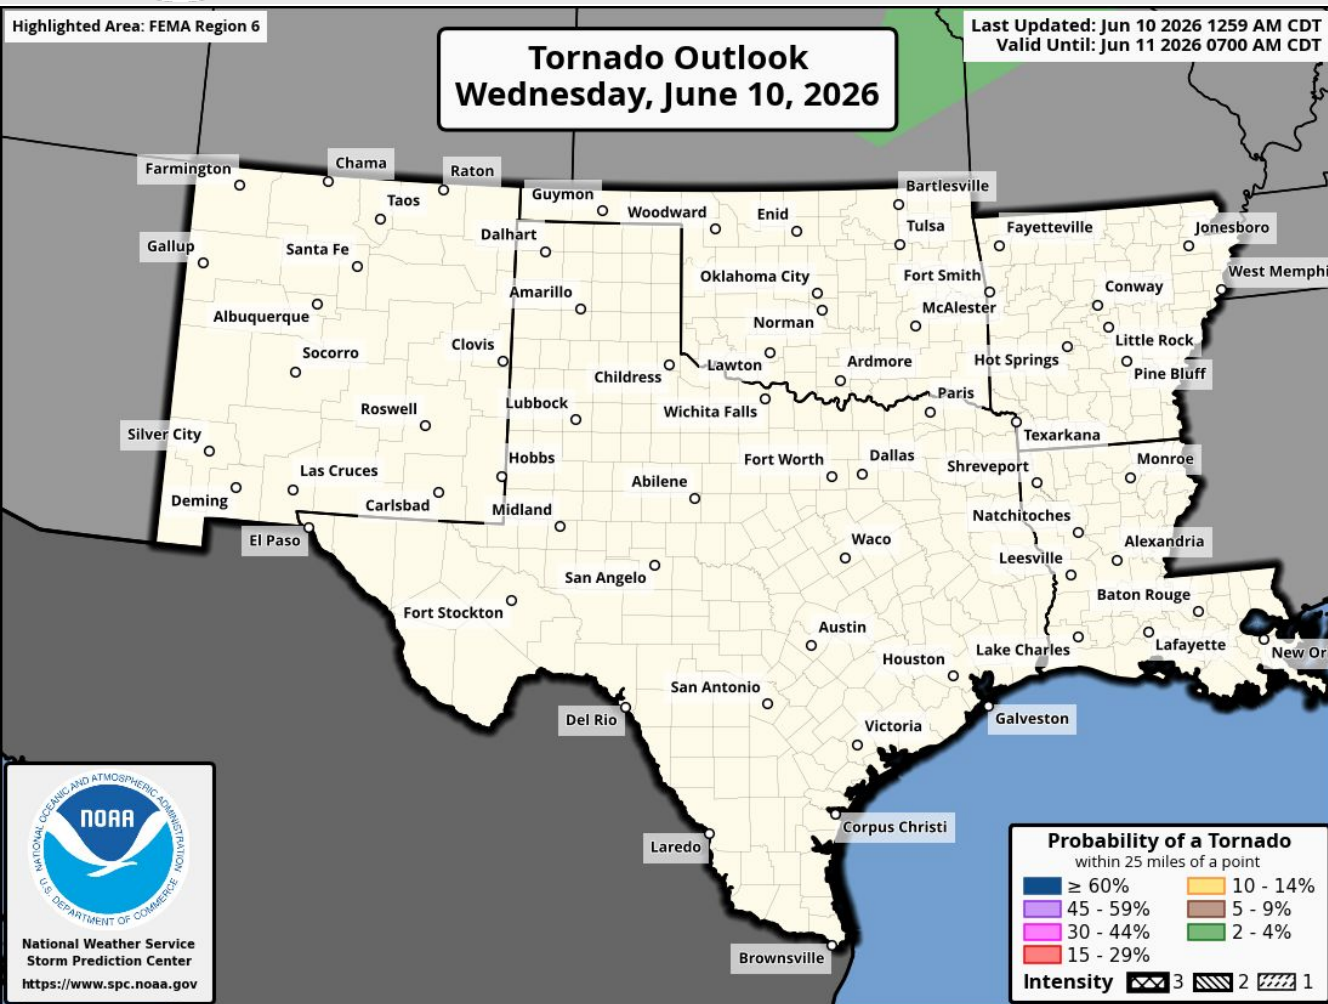 Highlighted Area: FEMA Region 6
Last Updated: Jun 10 2026 1259 AM CDT
Valid Until: Jun 11 2026 0700 AM CDT
Tornado Outlook
Wednesday, June 10, 2026
Farmington
Chama
Raton
Taos
Guymon
Woodward
Enid
Bartlesville
Tulsa
Fayetteville
Jonesboro
Gallup
Santa Fe
Dalhart
Oklahoma City
Fort Smith
West Memphi
Amarillo
Conway
Albuquerque
Norman
McAlester
Little Rock
Socorro
Clovis
Childress
Lawton
Ardmore
Hot Springs
Pine Bluff
Roswell
Lubbock
Wichita Falls
Paris
Texarkana
Silver City
Las Cruces
Hobbs
Abilene
Fort Worth
Dallas
Shreveport
Monroe
Deming
Carlsbad
Midland
Natchitoches
El Paso
San Angelo
Waco
Leesville
Alexandria
Fort Stockton
Baton Rouge
Austin
Houston
Lake Charles
Lafayette
New Or
San Antonio
Del Rio
Victoria
Galveston
Laredo
Corpus Christi
Brownsville
NATIONAL OCEANIC AND ATMOSPHERIC ADMINISTRATION
NOAA
U.S. DEPARTMENT OF COMMERCE
National Weather Service
Storm Prediction Center
https://www.spc.noaa.gov
Probability of a Tornado
within 25 miles of a point
≥ 60%
10 - 14%
45 - 59%
5 - 9%
30 - 44%
2 - 4%
15 - 29%
Intensity 3 2 1